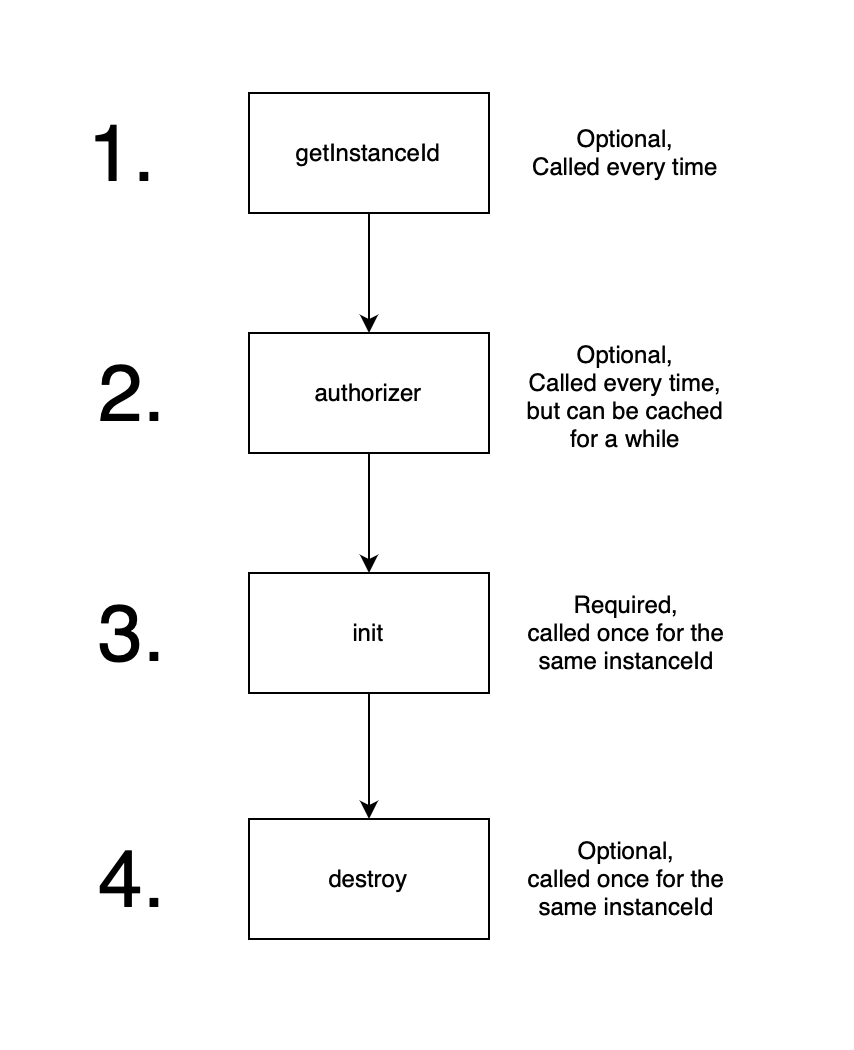 1.
getInstanceId
Optional,
Called every time
2.
authorizer
Optional,
Called every time,
but can be cached
for a while
3.
init
Required,
called once for the
same instanceId
4.
destroy
Optional,
called once for the
same instanceId